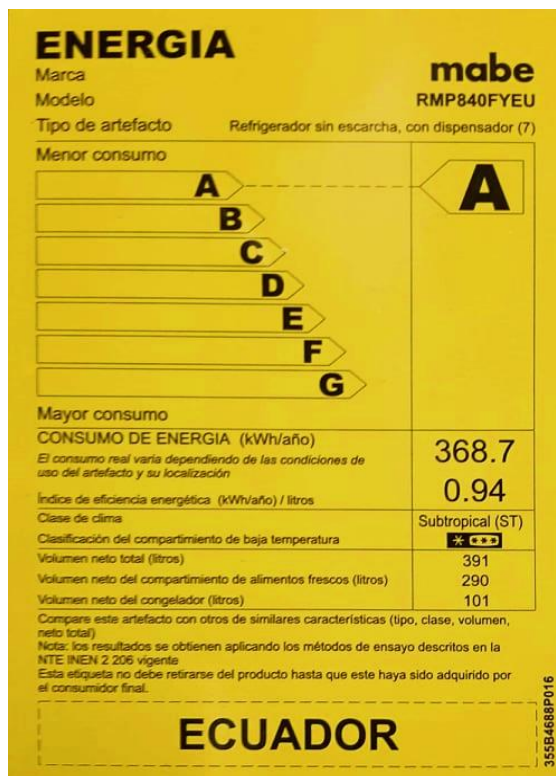 ENERGIA
Marca mabe
Modelo RMP840FYEU
Tipo de artefacto Refrigerador sin escarcha, con dispensador (7)
Menor consumo
A A
B
C
D
E
F
G
Mayor consumo
CONSUMO DE ENERGIA (kWh/año) 368.7
El consumo real varia dependiendo de las condiciones de
uso del artefacto y su localización
Índice de eficiencia energética (kWh/año) / litros 0.94
Clase de clima Subtropical (ST)
Clasificación del compartimiento de baja temperatura * ***
Volumen neto total (litros) 391
Volumen neto del compartimiento de alimentos frescos (litros) 290
Volumen neto del congelador (litros) 101
Compare este artefacto con otros de similares características (tipo, clase, volumen,
neto total)
Nota: los resultados se obtienen aplicando los métodos de ensayo descritos en la
NTE INEN 2 206 vigente
Esta etiqueta no debe retirarse del producto hasta que este haya sido adquirido por
el consumidor final.
ECUADOR
355B4688P016